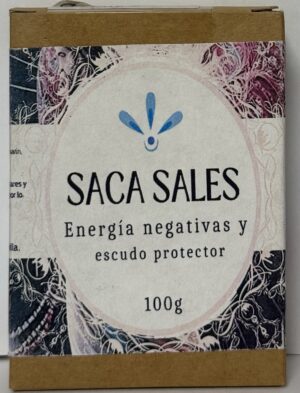 SACA SALES
Energía negativas y
escudo protector
100g